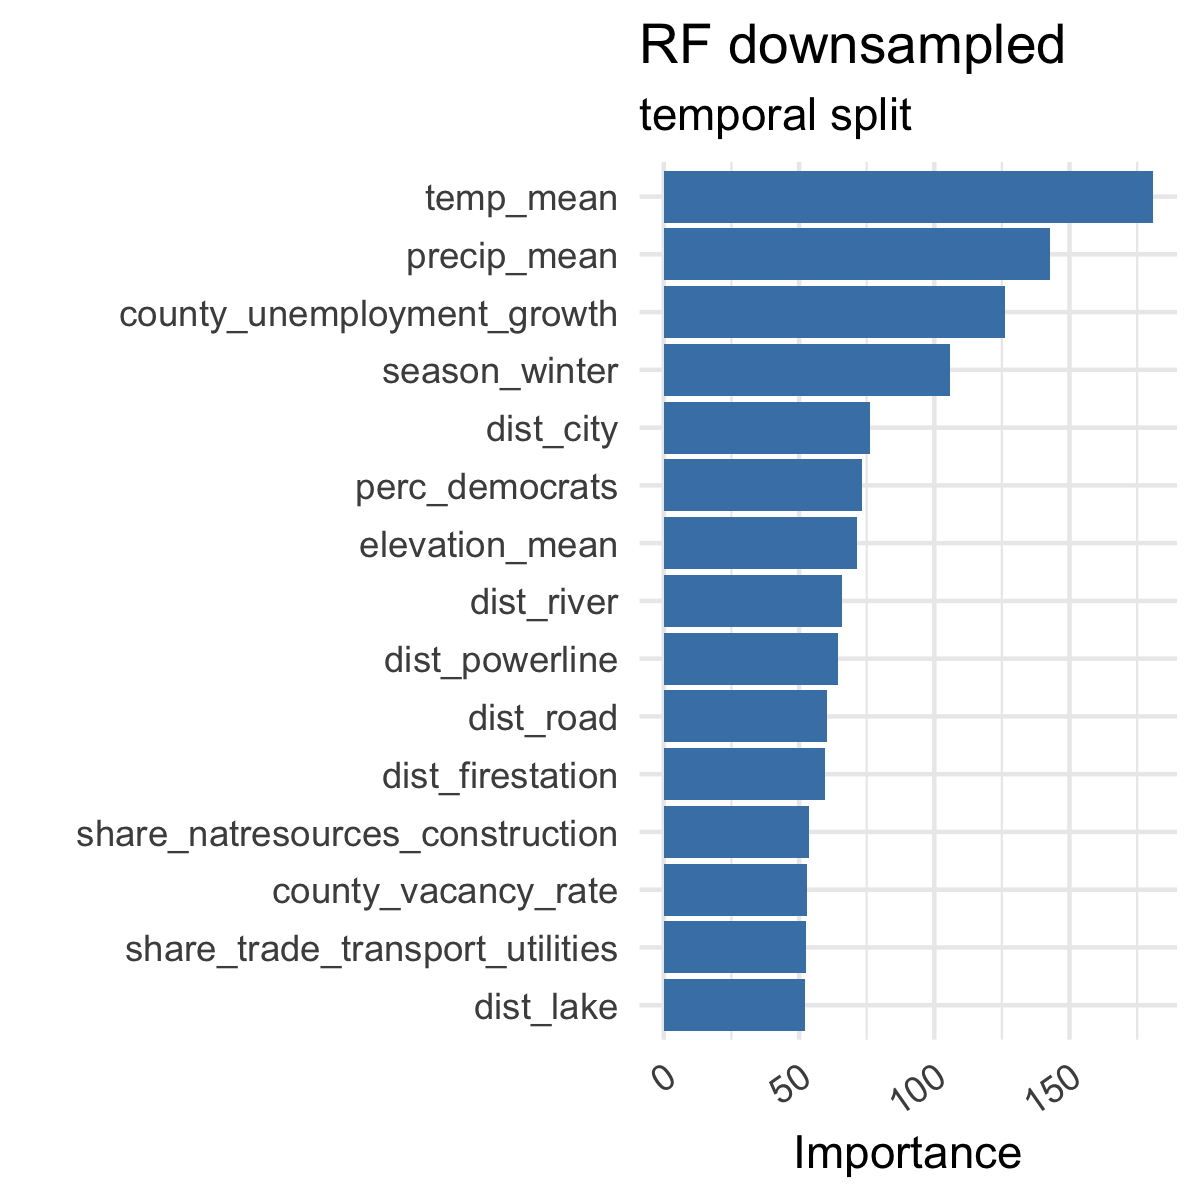 RF downsampled
temporal split
temp_mean
precip_mean
county_unemployment_growth
season_winter
dist_city
perc_democrats
elevation_mean
dist_river
dist_powerline
dist_road
dist_firestation
share_natresources_construction
county_vacancy_rate
share_trade_transport_utilities
dist_lake
0 50 100 150
Importance